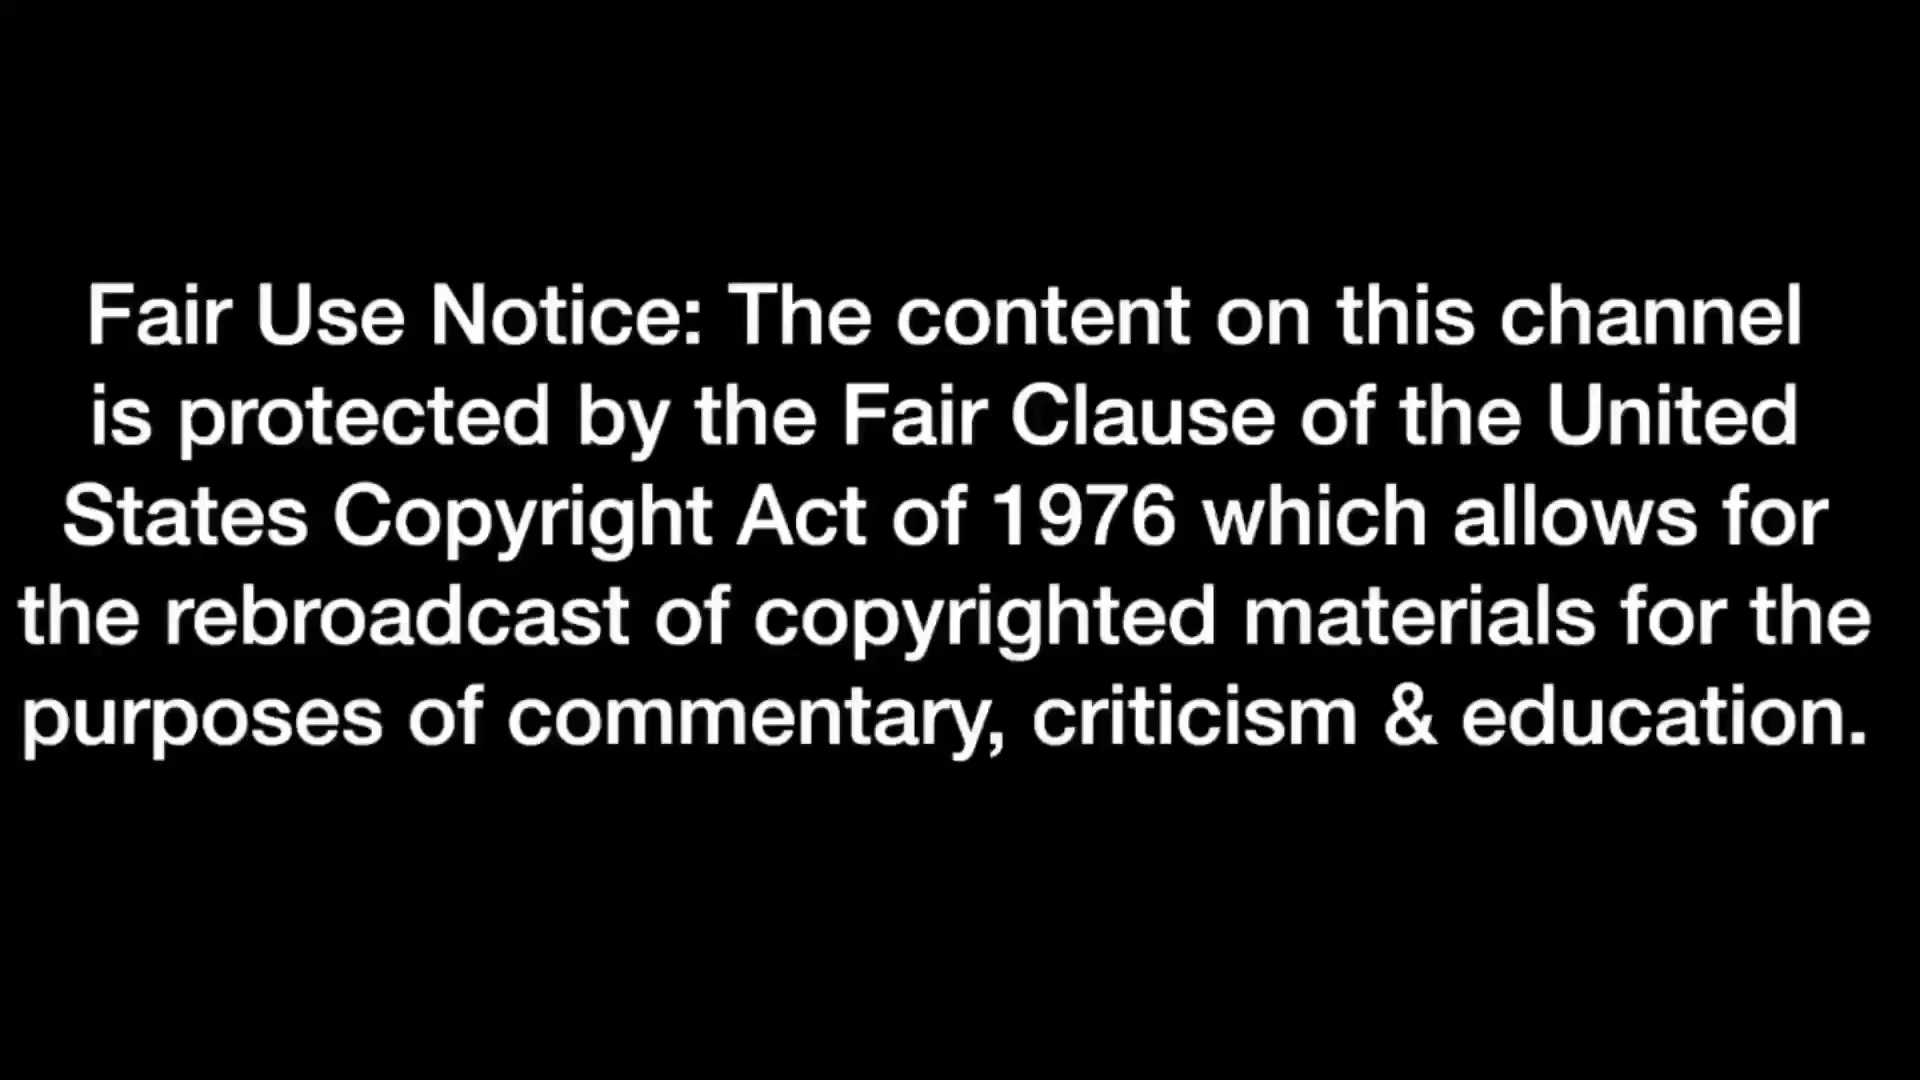 Fair Use Notice: The content on this channel
is protected by the Fair Clause of the United
States Copyright Act of 1976 which allows for
the rebroadcast of copyrighted materials for the
purposes of commentary, criticism & education.